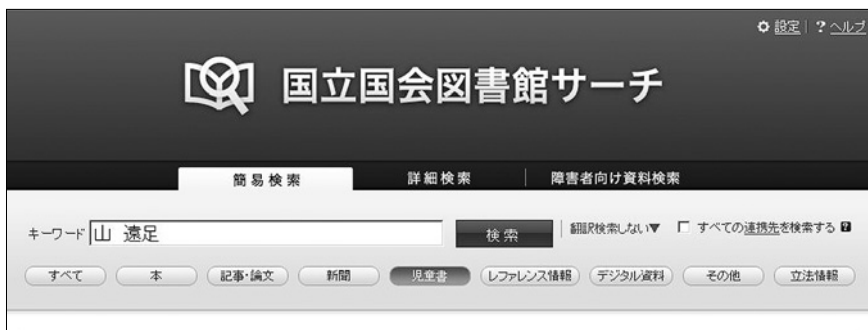 設定 | ? ヘルプ
国立国会図書館サーチ
簡易検索 詳細検索 障害者向け資料検索
キーワード 山 遠足 検索 翻訳検索しない▼ すべての連携先を検索する ?
すべて 本 記事・論文 新聞 児童書 レファレンス情報 デジタル資料 その他 立法情報